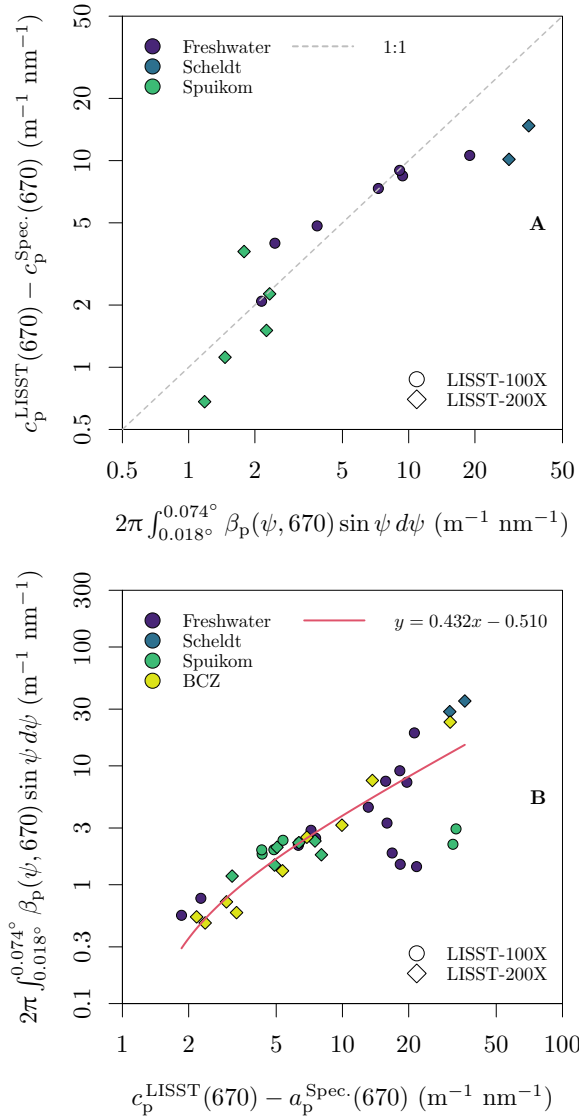 Freshwater
Scheldt
Spuikom
1:1
A
LISST-100X
LISST-200X
50
20
10
5
2
1
0.5
0.5 1 2 5 10 20 50
c_p^LISST(670) − c_p^Spec.(670) (m⁻¹ nm⁻¹)
2π ∫_{0.018°}^{0.074°} β_p(ψ, 670) sin ψ dψ (m⁻¹ nm⁻¹)
Freshwater
Scheldt
Spuikom
BCZ
y = 0.432x − 0.510
B
LISST-100X
LISST-200X
300
100
30
10
3
1
0.3
0.1
1 2 5 10 20 50 100
2π ∫_{0.018°}^{0.074°} β_p(ψ, 670) sin ψ dψ (m⁻¹ nm⁻¹)
c_p^LISST(670) − a_p^Spec.(670) (m⁻¹ nm⁻¹)